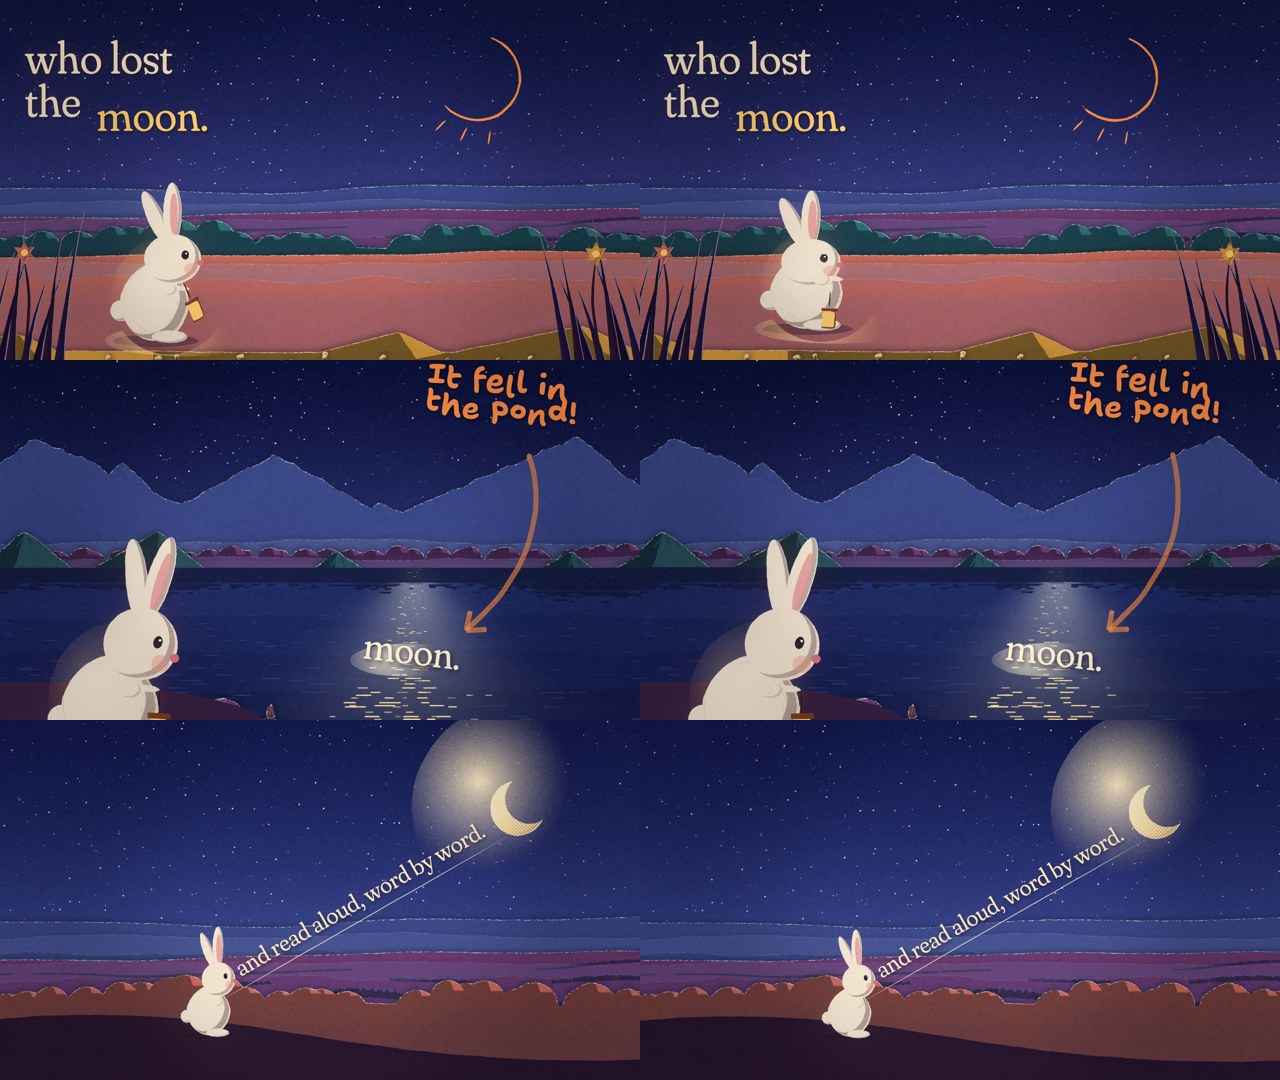 who lost
the moon.
who lost
the moon.
It fell in
the pond!
moon.
It fell in
the pond!
moon.
and read aloud, word by word.
and read aloud, word by word.